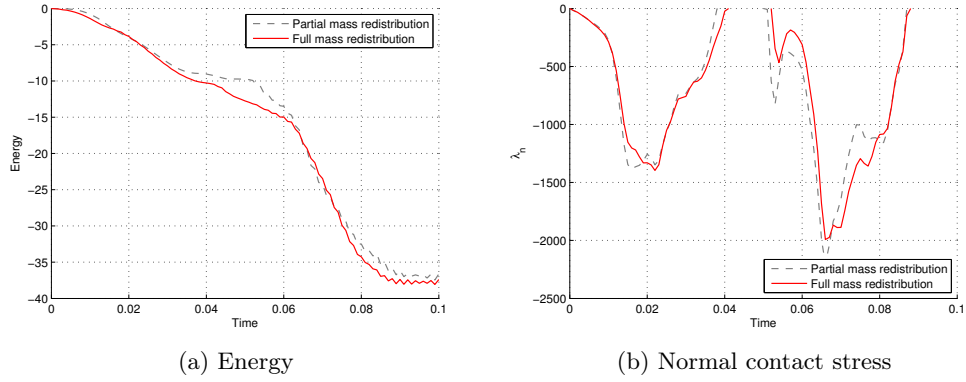 0
−5
−10
−15
−20
−25
−30
−35
−40
Energy
0
0.02
0.04
0.06
0.08
0.1
Time
Partial mass redistribution
Full mass redistribution
(a) Energy
0
−500
−1000
−1500
−2000
−2500
λn
0
0.02
0.04
0.06
0.08
0.1
Time
Partial mass redistribution
Full mass redistribution
(b) Normal contact stress